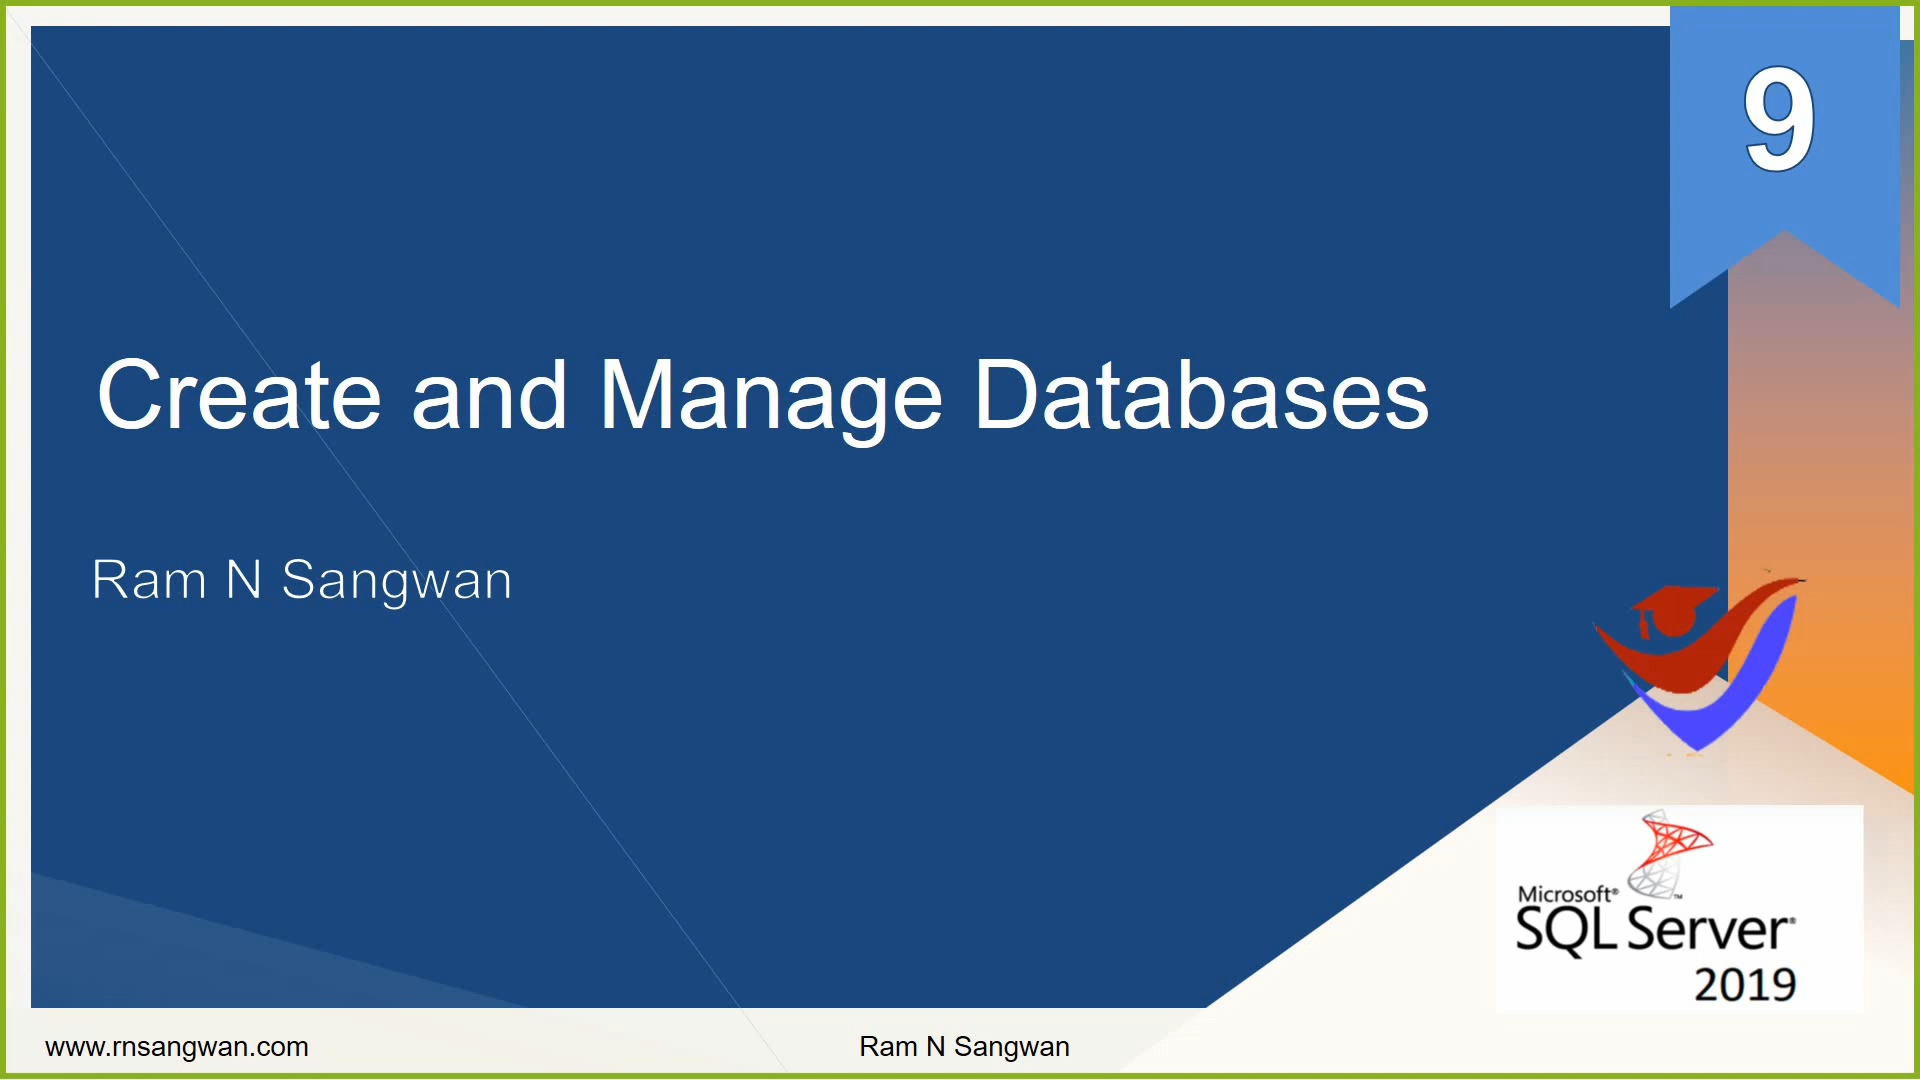 9
Create and Manage Databases
Ram N Sangwan
Microsoft®
SQL Server®
2019
www.rnsangwan.com
Ram N Sangwan